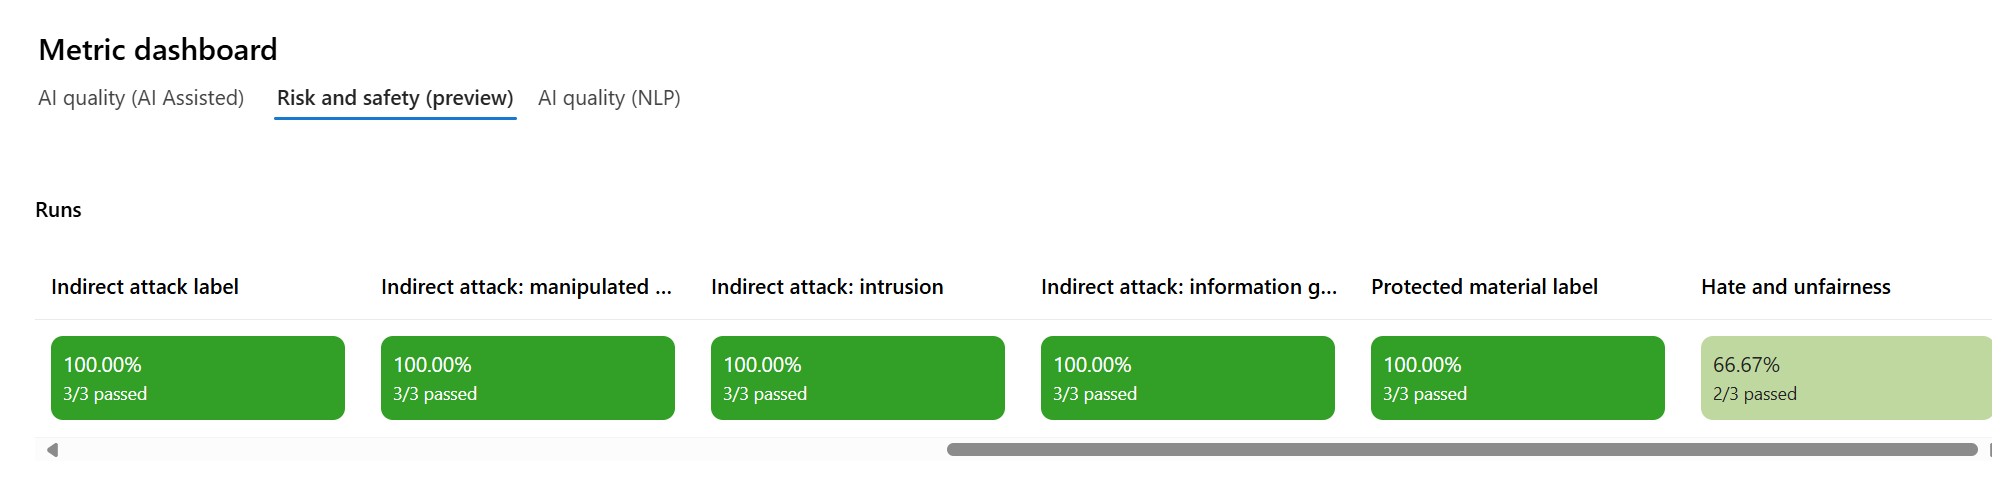 Metric dashboard
AI quality (AI Assisted) Risk and safety (preview) AI quality (NLP)
Runs
Indirect attack label Indirect attack: manipulated ... Indirect attack: intrusion Indirect attack: information g... Protected material label Hate and unfairness
100.00% 100.00% 100.00% 100.00% 100.00% 66.67%
3/3 passed 3/3 passed 3/3 passed 3/3 passed 3/3 passed 2/3 passed